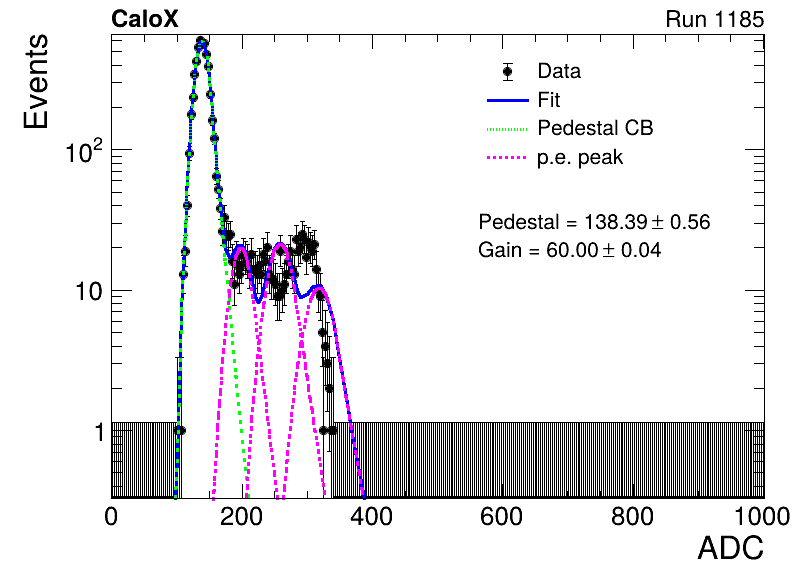 CaloX Run 1185
Events
Data
Fit
Pedestal CB
p.e. peak
Pedestal = 138.39 ± 0.56
Gain = 60.00 ± 0.04
10²
10
1
0 200 400 600 800 1000
ADC